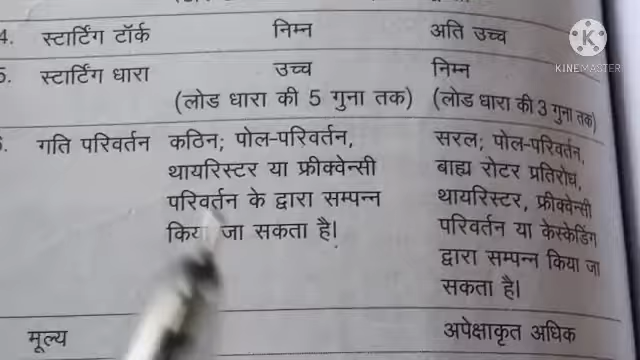 4. स्टार्टिंग टॉर्क निम्न अति उच्च
5. स्टार्टिंग धारा उच्च निम्न
(लोड धारा की 5 गुना तक) (लोड धारा की 3 गुना तक)
गति परिवर्तन कठिन; पोल-परिवर्तन, सरल; पोल-परिवर्तन,
थायरिस्टर या फ्रीक्वेन्सी बाह्य रोटर प्रतिरोध,
परिवर्तन के द्वारा सम्पन्न थायरिस्टर, फ्रीक्वेन्सी
किया जा सकता है। परिवर्तन या केस्केडिंग
द्वारा सम्पन्न किया जा
सकता है।
मूल्य अपेक्षाकृत अधिक
KINEMASTER